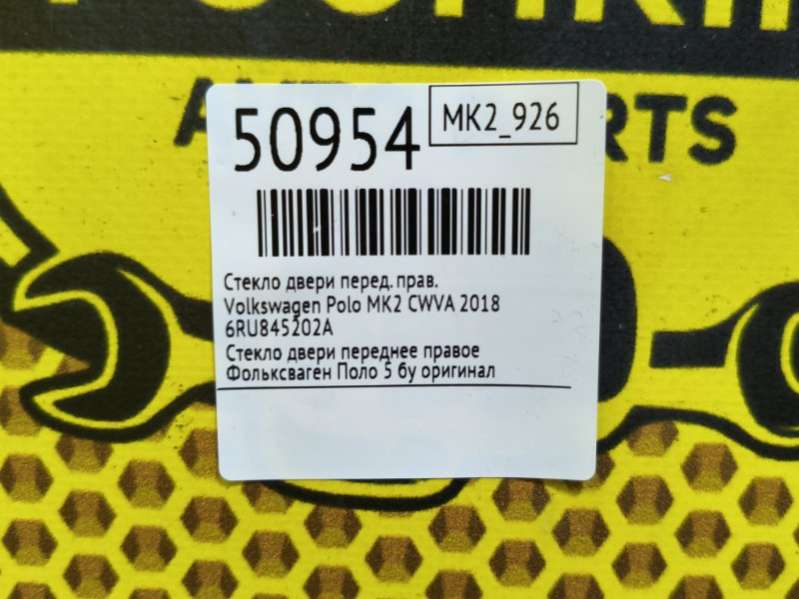 50954
MK2_926
Стекло двери перед. прав.
Volkswagen Polo MK2 CWVA 2018
6RU845202A
Стекло двери переднее правое
Фольксваген Поло 5 бу оригинал